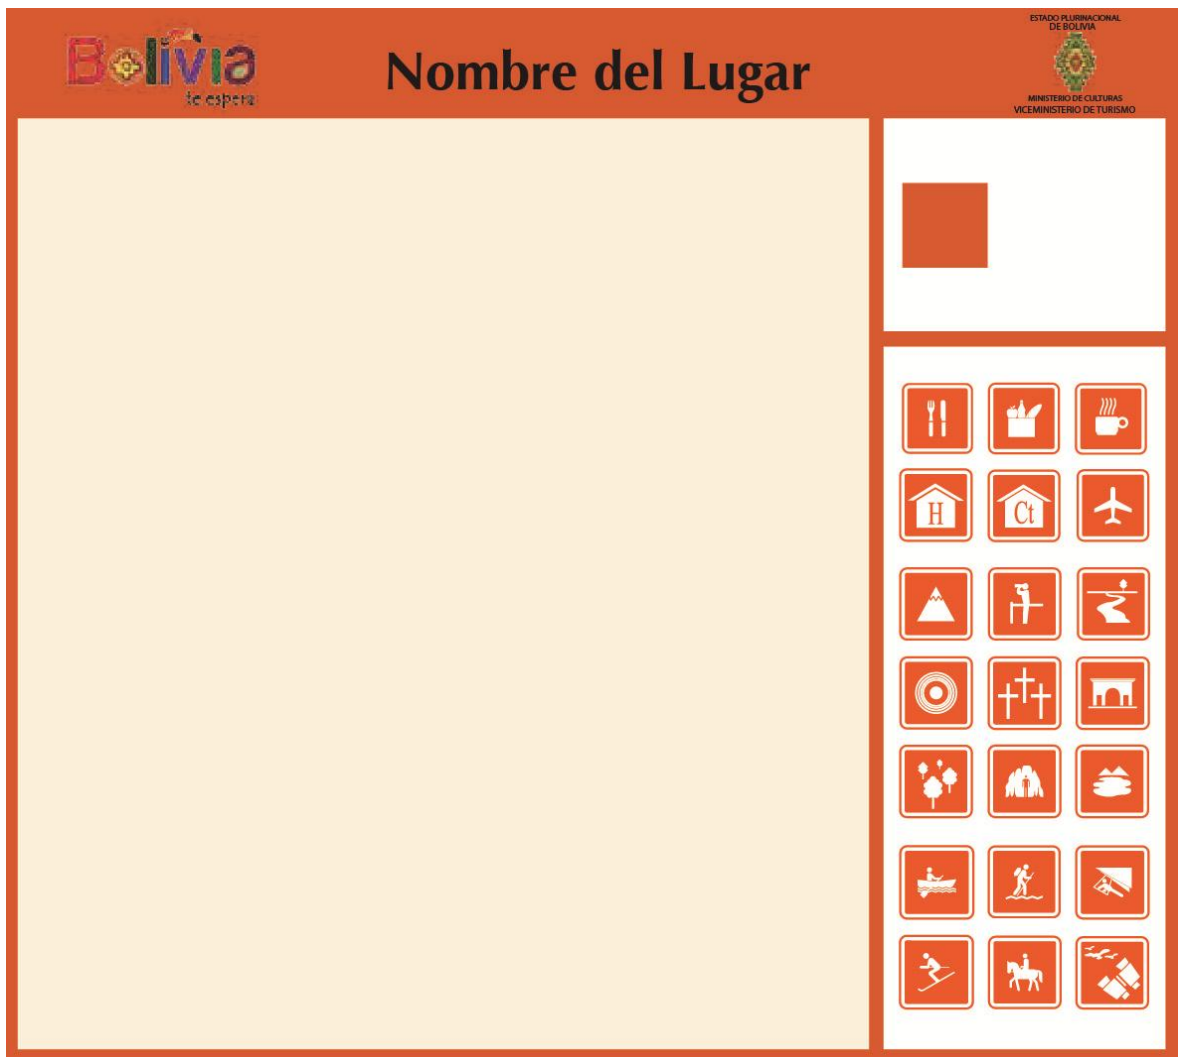 Bolivia
te espera
Nombre del Lugar
ESTADO PLURINACIONAL
DE BOLIVIA
MINISTERIO DE CULTURAS
VICEMINISTERIO DE TURISMO
H
Ct